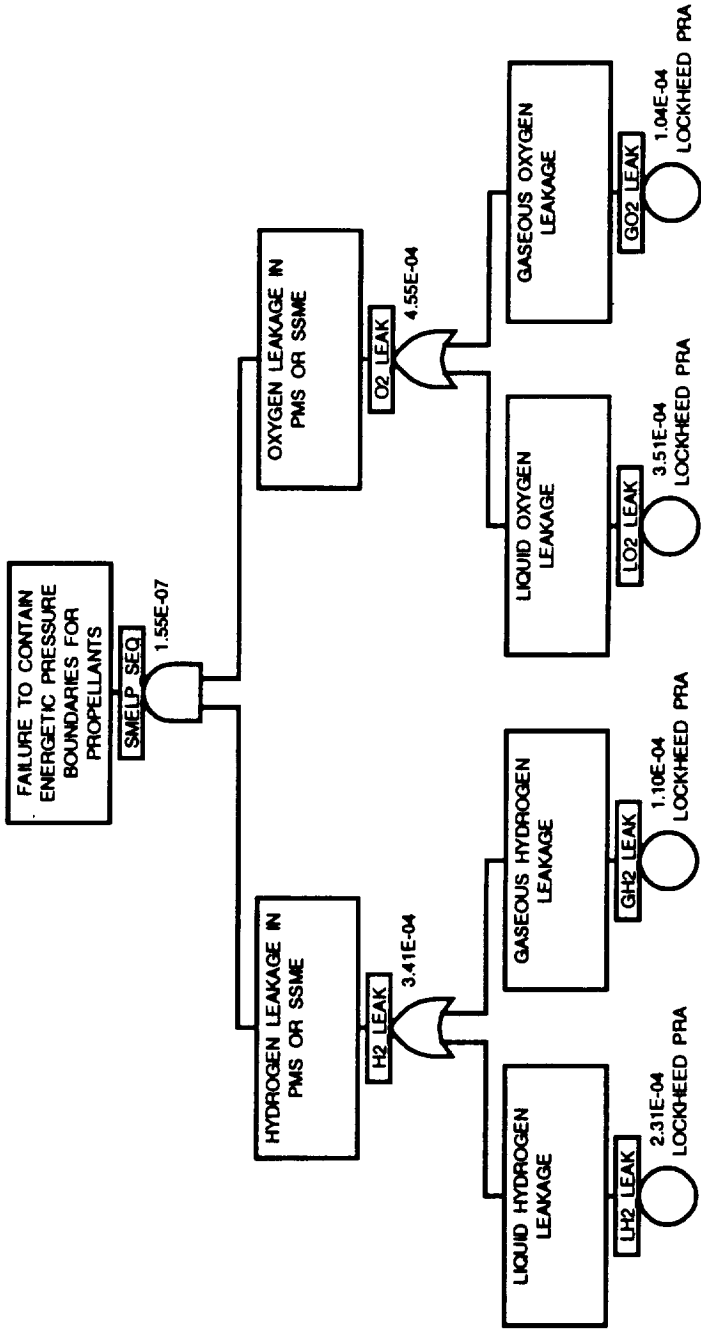 FAILURE TO CONTAIN
ENERGETIC PRESSURE
BOUNDARIES FOR
PROPELLANTS
SMELP SEQ
1.55E-07
HYDROGEN LEAKAGE IN
PMS OR SSME
H2 LEAK
3.41E-04
OXYGEN LEAKAGE IN
PMS OR SSME
O2 LEAK
4.55E-04
LIQUID HYDROGEN
LEAKAGE
LH2 LEAK
2.31E-04
LOCKHEED PRA
GASEOUS HYDROGEN
LEAKAGE
GH2 LEAK
1.10E-04
LOCKHEED PRA
LIQUID OXYGEN
LEAKAGE
LO2 LEAK
3.51E-04
LOCKHEED PRA
GASEOUS OXYGEN
LEAKAGE
GO2 LEAK
1.04E-04
LOCKHEED PRA